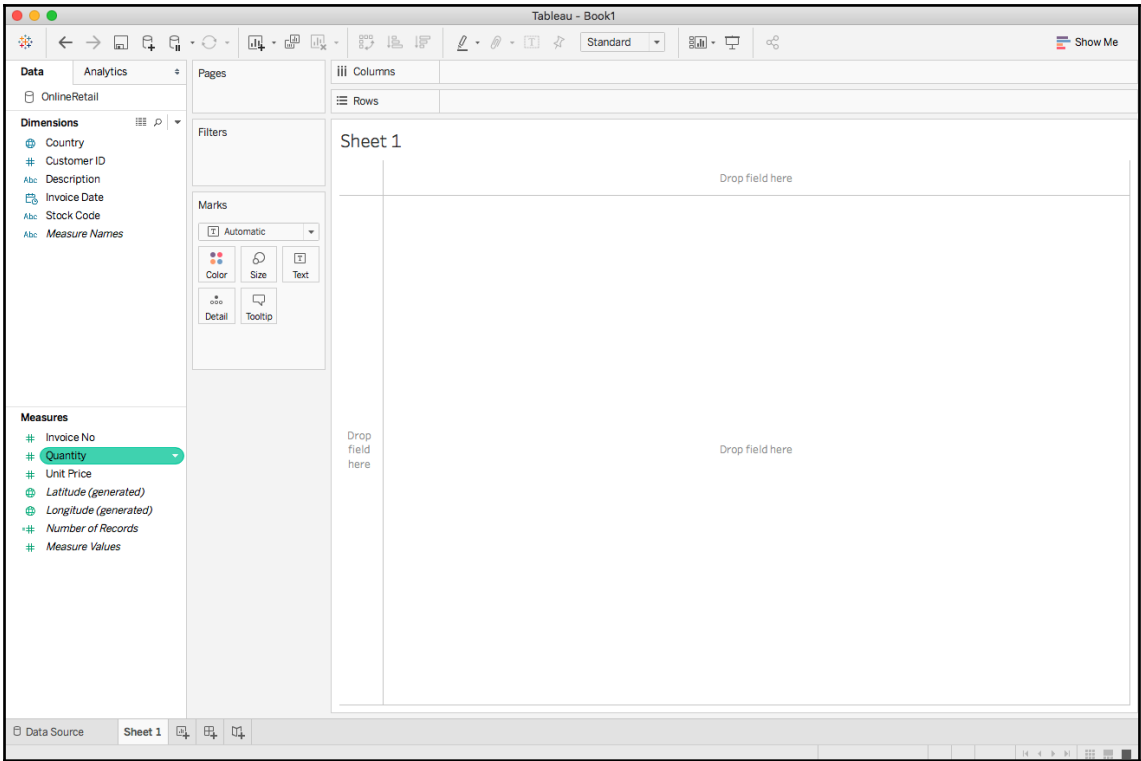 Tableau - Book1
Standard
Show Me
Data Analytics
OnlineRetail
Dimensions
Country
Customer ID
Abc Description
Invoice Date
Abc Stock Code
Abc Measure Names
Measures
Invoice No
Quantity
Unit Price
Latitude (generated)
Longitude (generated)
Number of Records
Measure Values
Pages
Filters
Marks
T Automatic
Color Size Text
Detail Tooltip
Columns
Rows
Sheet 1
Drop field here
Drop
field
here
Drop field here
Data Source Sheet 1